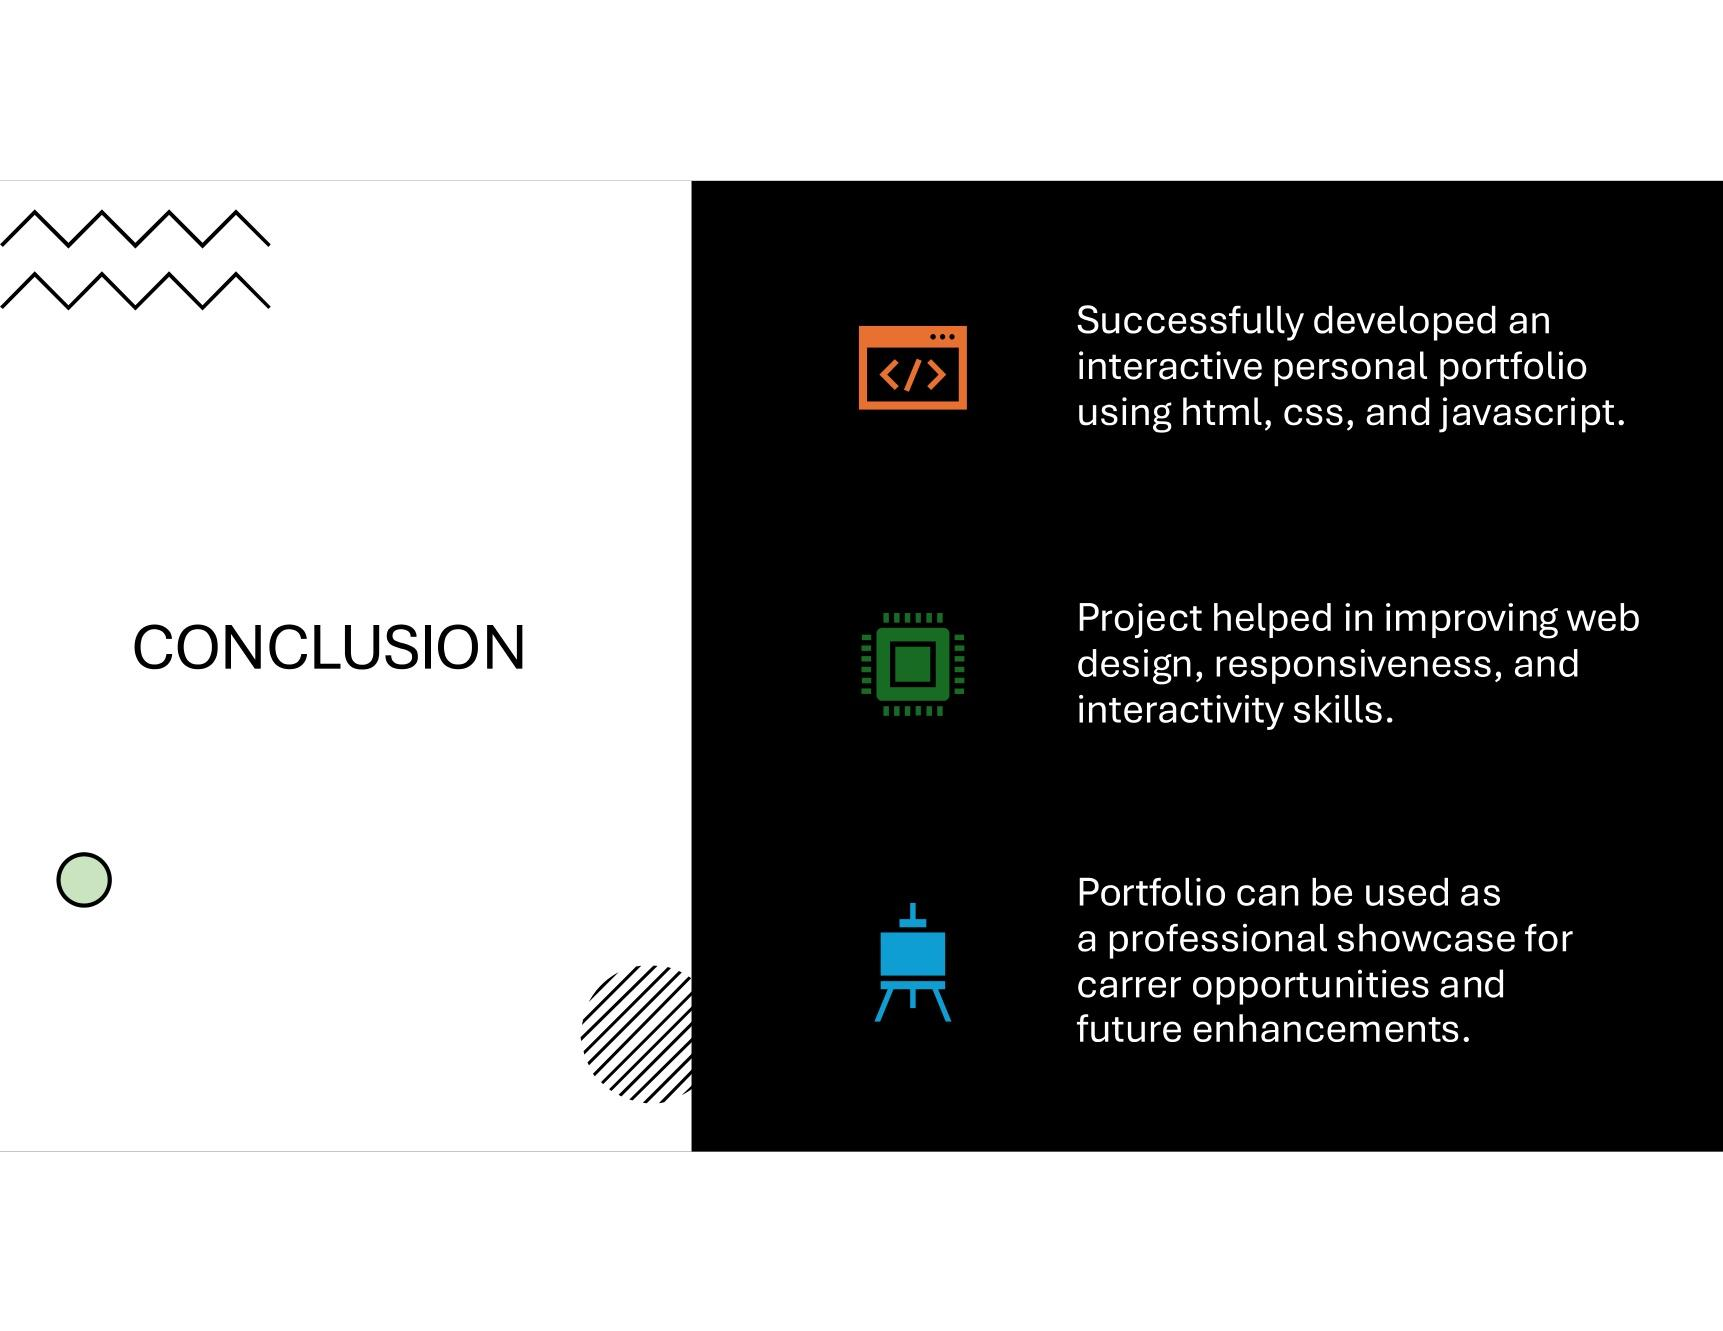 CONCLUSION
Successfully developed an
interactive personal portfolio
using html, css, and javascript.
Project helped in improving web
design, responsiveness, and
interactivity skills.
Portfolio can be used as
a professional showcase for
carrer opportunities and
future enhancements.